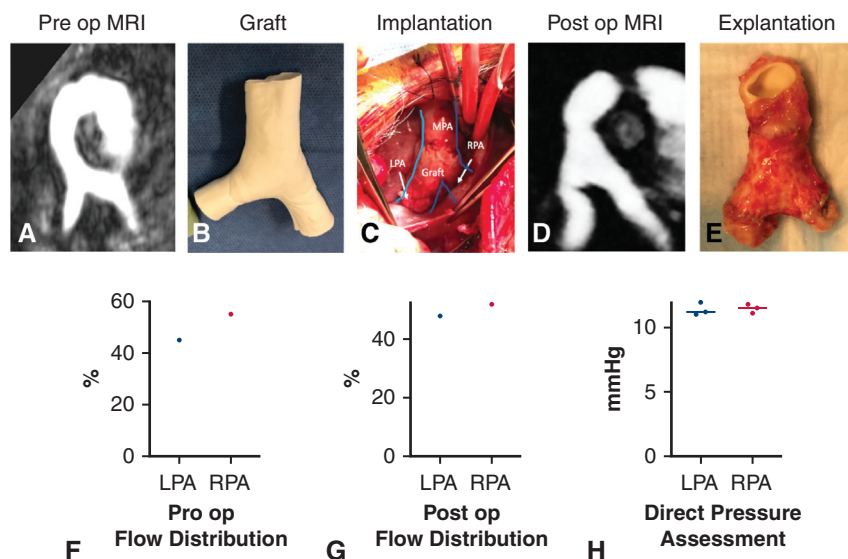 Pre op MRI
Graft
Implantation
Post op MRI
Explantation
A
B
MPA
RPA
LPA
Graft
C
D
E
60
40
20
0
%
LPA RPA
Pro op
Flow Distribution
F
40
20
0
%
LPA RPA
Post op
Flow Distribution
G
10
5
0
mmHg
LPA RPA
Direct Pressure
Assessment
H